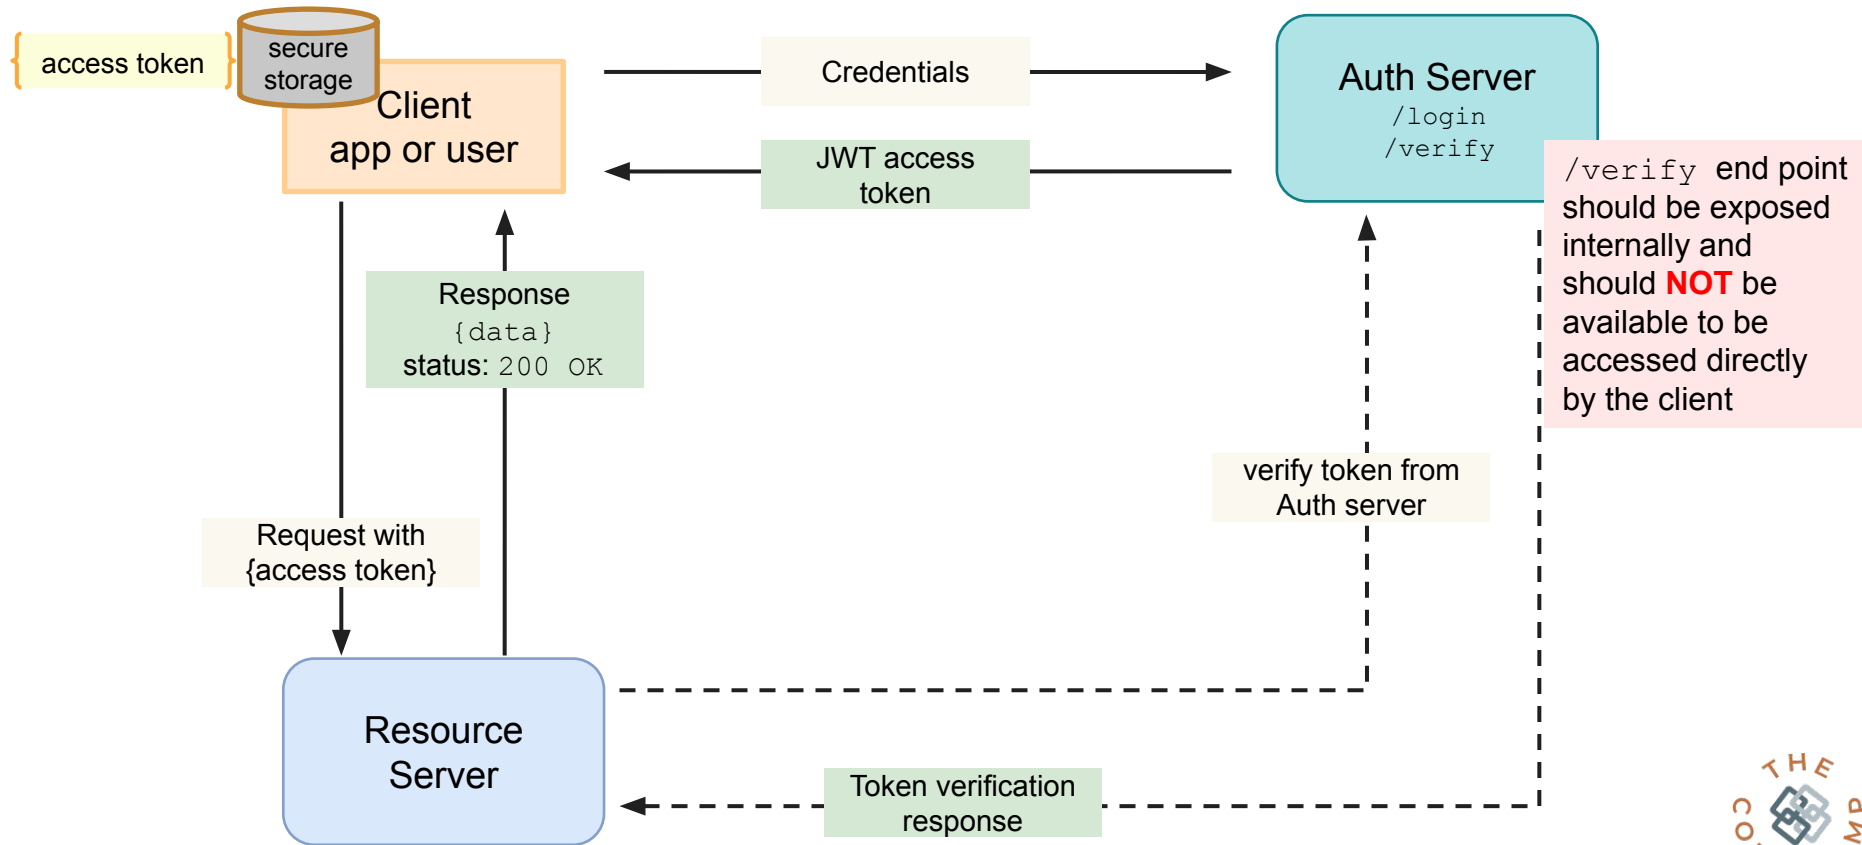 access token
secure
storage
Client
app or user
Credentials
JWT access
token
Auth Server
/login
/verify
/verify end point
should be exposed
internally and
should NOT be
available to be
accessed directly
by the client
Response
{data}
status: 200 OK
verify token from
Auth server
Request with
{access token}
Resource
Server
Token verification
response
THE